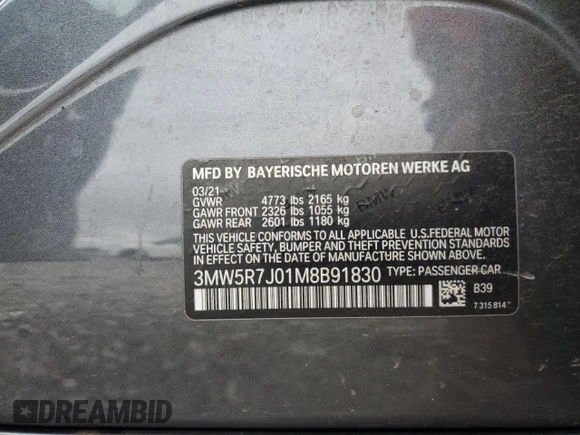 MFD BY BAYERISCHE MOTOREN WERKE AG
03/21
GVWR 4773 lbs 2165 kg
GAWR FRONT 2326 lbs 1055 kg
GAWR REAR 2601 lbs 1180 kg
THIS VEHICLE CONFORMS TO ALL APPLICABLE U.S.FEDERAL MOTOR
VEHICLE SAFETY, BUMPER AND THEFT PREVENTION STANDARDS
IN EFFECT ON THE DATE OF MANUFACTURE SHOWN ABOVE.
3MW5R7J01M8B91830 TYPE: PASSENGER CAR
B39
7 315 814
DREAMBID